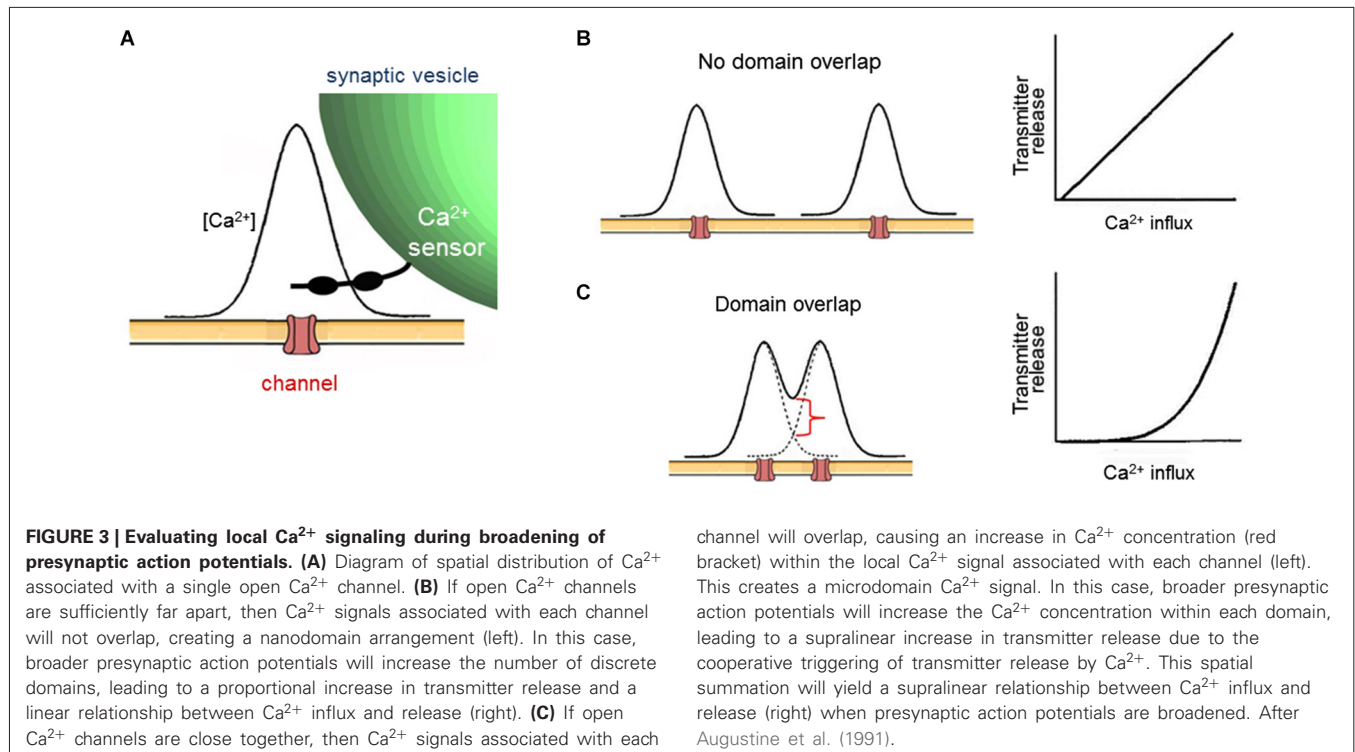 A
synaptic vesicle
[Ca²⁺]
Ca²⁺
sensor
channel
B
No domain overlap
Transmitter
release
Ca²⁺ influx
C
Domain overlap
Transmitter
release
Ca²⁺ influx
FIGURE 3 | Evaluating local Ca²⁺ signaling during broadening of
presynaptic action potentials. (A) Diagram of spatial distribution of Ca²⁺
associated with a single open Ca²⁺ channel. (B) If open Ca²⁺ channels
are sufficiently far apart, then Ca²⁺ signals associated with each channel
will not overlap, creating a nanodomain arrangement (left). In this case,
broader presynaptic action potentials will increase the number of discrete
domains, leading to a proportional increase in transmitter release and a
linear relationship between Ca²⁺ influx and release (right). (C) If open
Ca²⁺ channels are close together, then Ca²⁺ signals associated with each
channel will overlap, causing an increase in Ca²⁺ concentration (red
bracket) within the local Ca²⁺ signal associated with each channel (left).
This creates a microdomain Ca²⁺ signal. In this case, broader presynaptic
action potentials will increase the Ca²⁺ concentration within each domain,
leading to a supralinear increase in transmitter release due to the
cooperative triggering of transmitter release by Ca²⁺. This spatial
summation will yield a supralinear relationship between Ca²⁺ influx and
release (right) when presynaptic action potentials are broadened. After
Augustine et al. (1991).